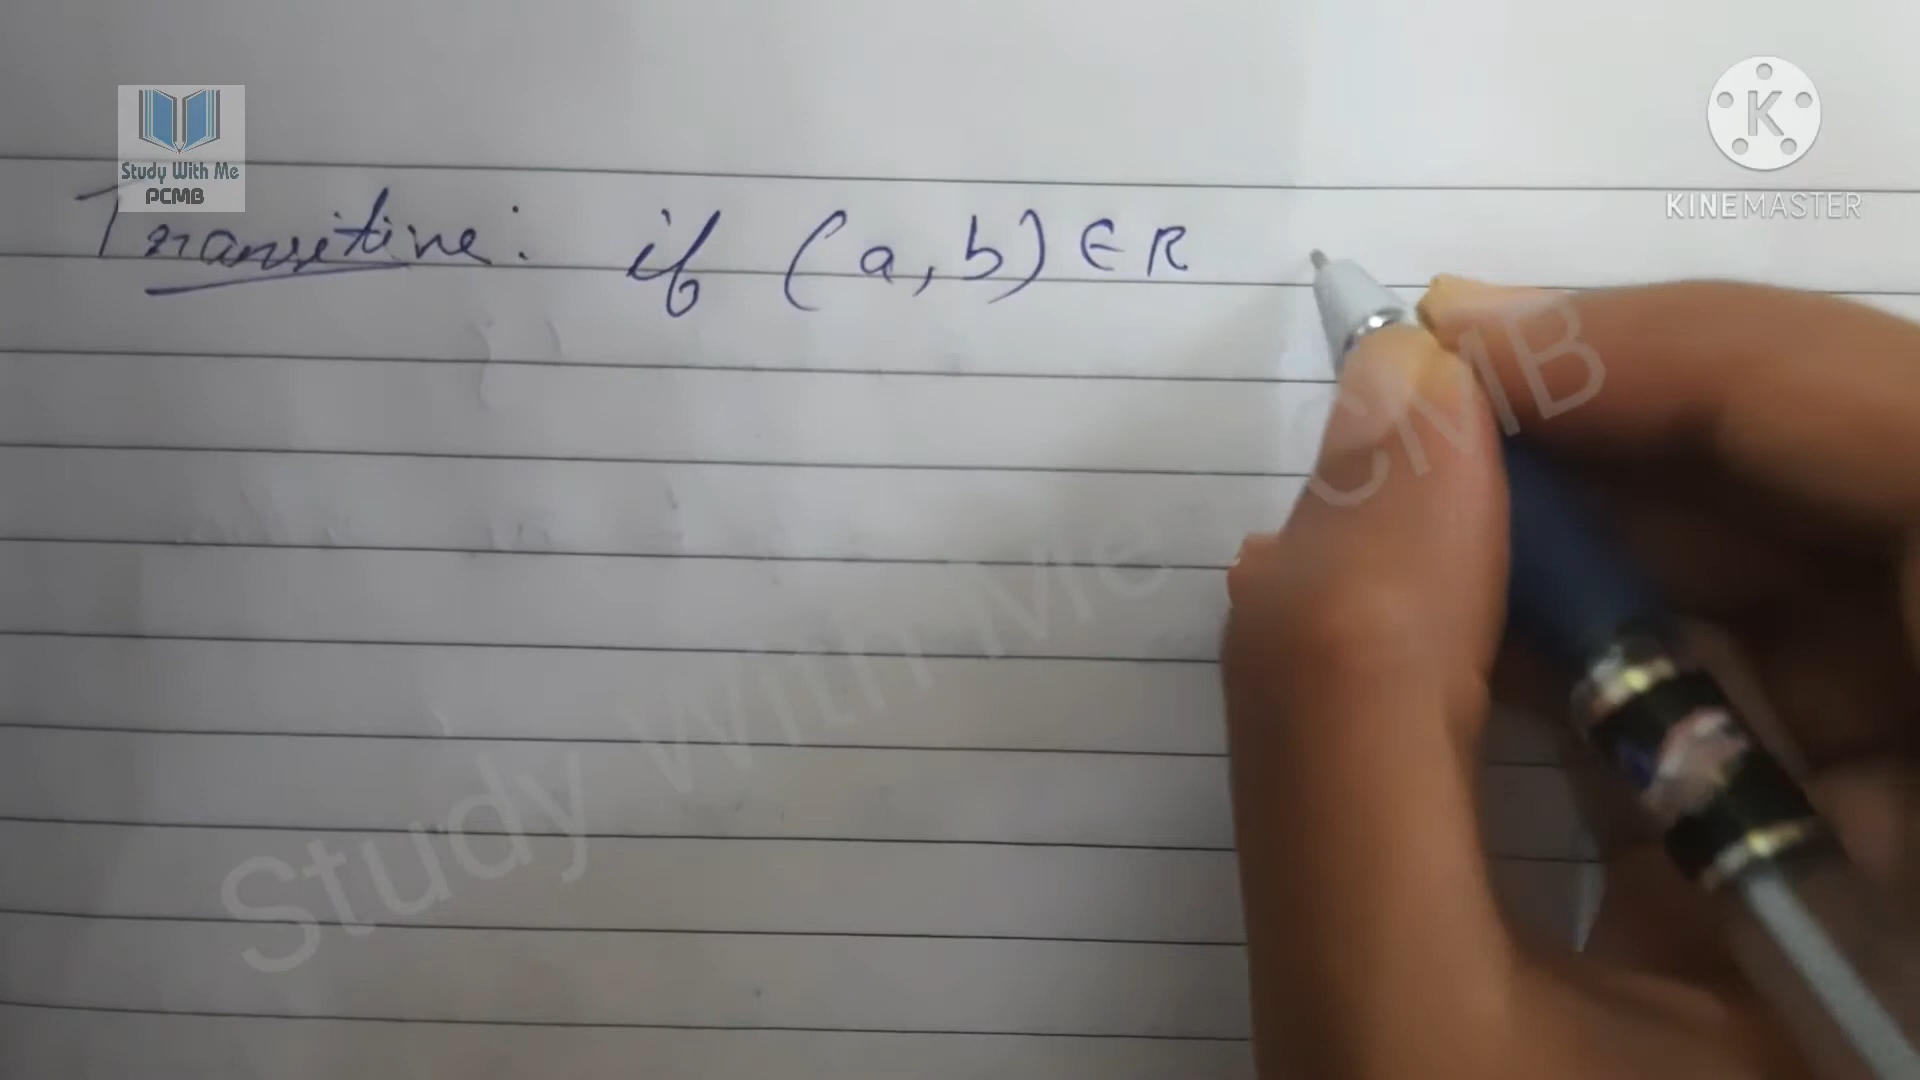 Study With Me
PCMB
KINEMASTER
Transitive: if (a, b) ∈ R
Study With Me PCMB